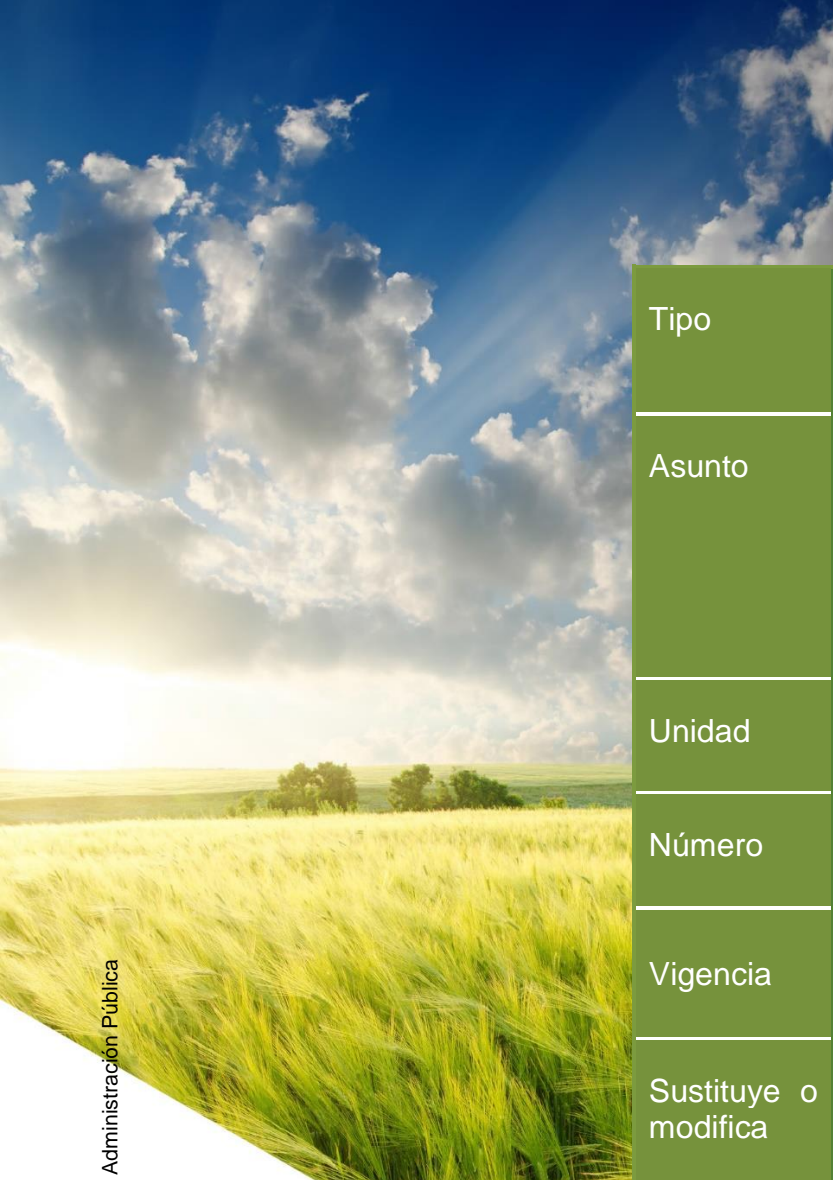 Tipo
Asunto
Unidad
Número
Vigencia
Sustituye o
modifica
Administración Pública